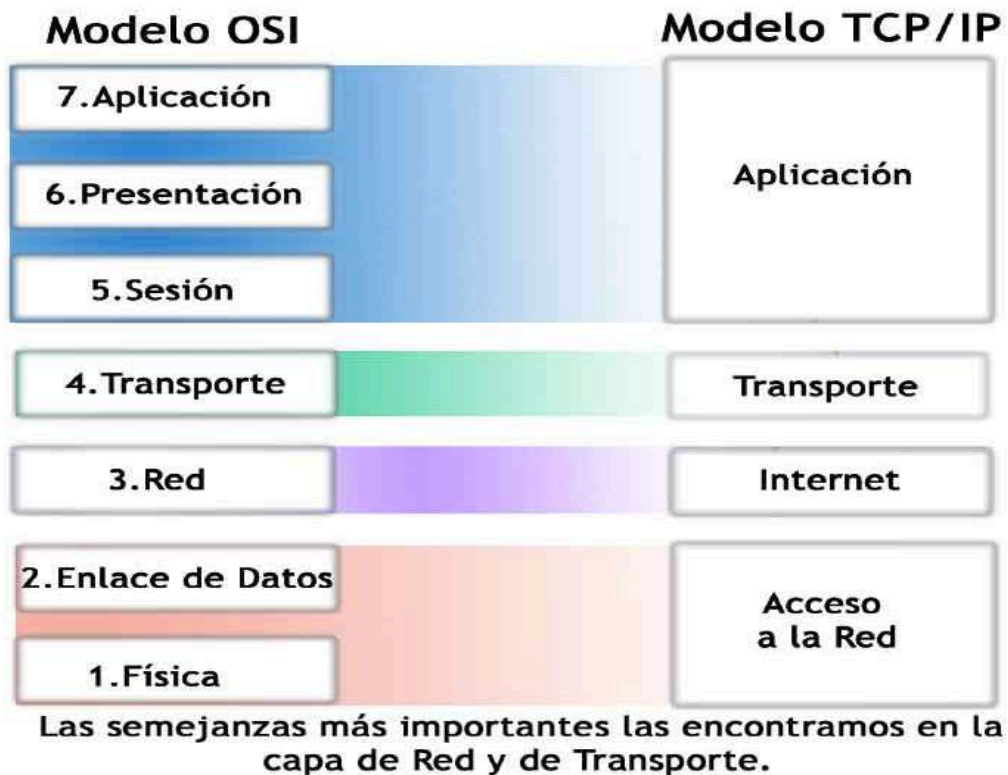 Modelo OSI
Modelo TCP/IP
7.Aplicación
6.Presentación
5.Sesión
Aplicación
4.Transporte
Transporte
3.Red
Internet
2.Enlace de Datos
1.Física
Acceso
a la Red
Las semejanzas más importantes las encontramos en la
capa de Red y de Transporte.